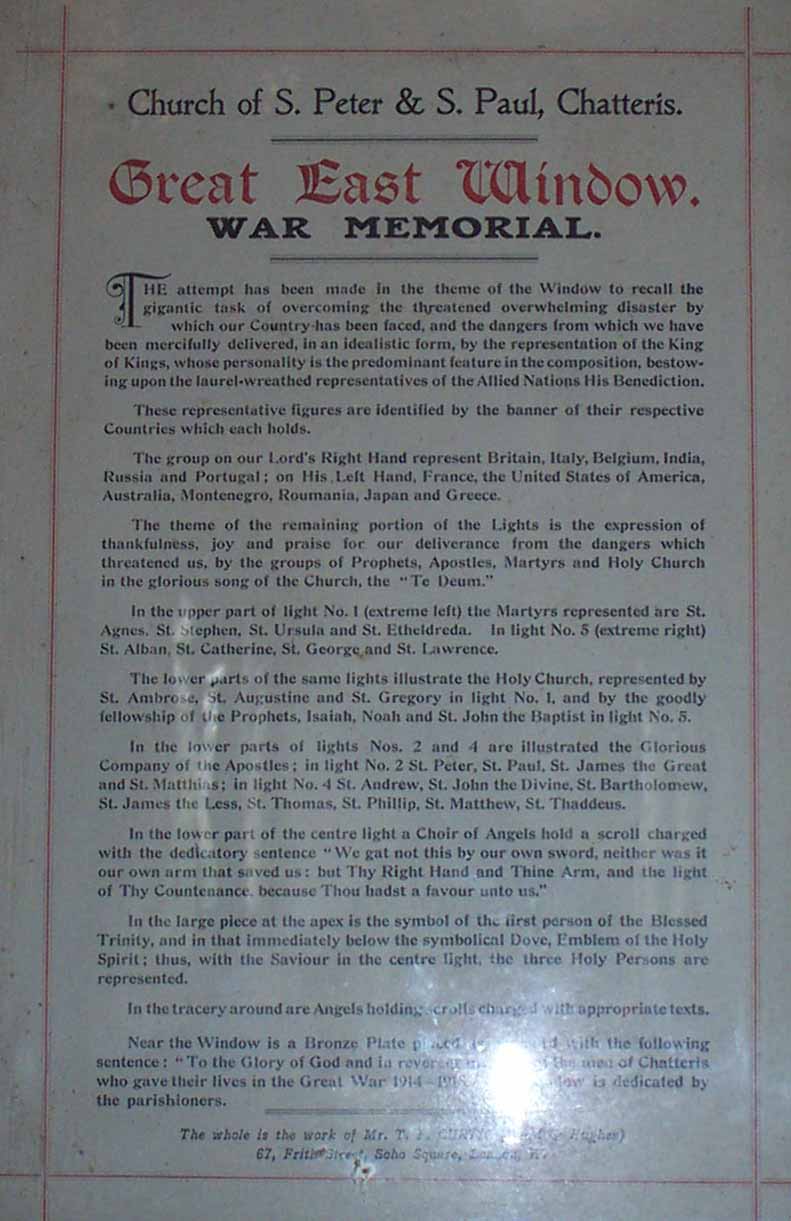 Church of S. Peter & S. Paul, Chatteris.
Great East Window.
WAR MEMORIAL.
THE attempt has been made in the theme of the Window to recall the
gigantic task of overcoming the threatened overwhelming disaster by
which our Country has been faced, and the dangers from which we have
been mercifully delivered, in an idealistic form, by the representation of the King
of Kings, whose personality is the predominant feature in the composition, bestow-
ing upon the laurel-wreathed representatives of the Allied Nations His Benediction.
These representative figures are identified by the banner of their respective
Countries which each holds.
The group on our Lord's Right Hand represent Britain, Italy, Belgium, India,
Russia and Portugal; on His Left Hand, France, the United States of America,
Australia, Montenegro, Roumania, Japan and Greece.
The theme of the remaining portion of the Lights is the expression of
thankfulness, joy and praise for our deliverance from the dangers which
threatened us, by the groups of Prophets, Apostles, Martyrs and Holy Church
in the glorious song of the Church, the "Te Deum."
In the upper part of light No. 1 (extreme left) the Martyrs represented are St.
Agnes, St. Stephen, St. Ursula and St. Etheldreda. In light No. 5 (extreme right)
St. Alban, St. Catherine, St. George and St. Lawrence.
The lower parts of the same lights illustrate the Holy Church, represented by
St. Ambrose, St. Augustine and St. Gregory in light No. 1, and by the goodly
fellowship of the Prophets, Isaiah, Noah and St. John the Baptist in light No. 5.
In the lower parts of lights Nos. 2 and 4 are illustrated the Glorious
Company of the Apostles; in light No. 2 St. Peter, St. Paul, St. James the Great
and St. Matthias; in light No. 4 St. Andrew, St. John the Divine, St. Bartholomew,
St. James the Less, St. Thomas, St. Phillip, St. Matthew, St. Thaddeus.
In the lower part of the centre light a Choir of Angels hold a scroll charged
with the dedicatory sentence "We gat not this by our own sword, neither was it
our own arm that saved us: but Thy Right Hand and Thine Arm, and the light
of Thy Countenance, because Thou hadst a favour unto us."
In the large piece at the apex is the symbol of the first person of the Blessed
Trinity, and in that immediately below the symbolical Dove, Emblem of the Holy
Spirit; thus, with the Saviour in the centre light, the three Holy Persons are
represented.
In the tracery around are Angels holding scrolls charged with appropriate texts.
Near the Window is a Bronze Plate with the following
sentence: "To the Glory of God and in the men of Chatteris
who gave their lives in the Great War 1914-1918 is dedicated by
the parishioners.
The whole is the work of Mr. T. Hughes)
67, Frith Street, Soho Square, London,